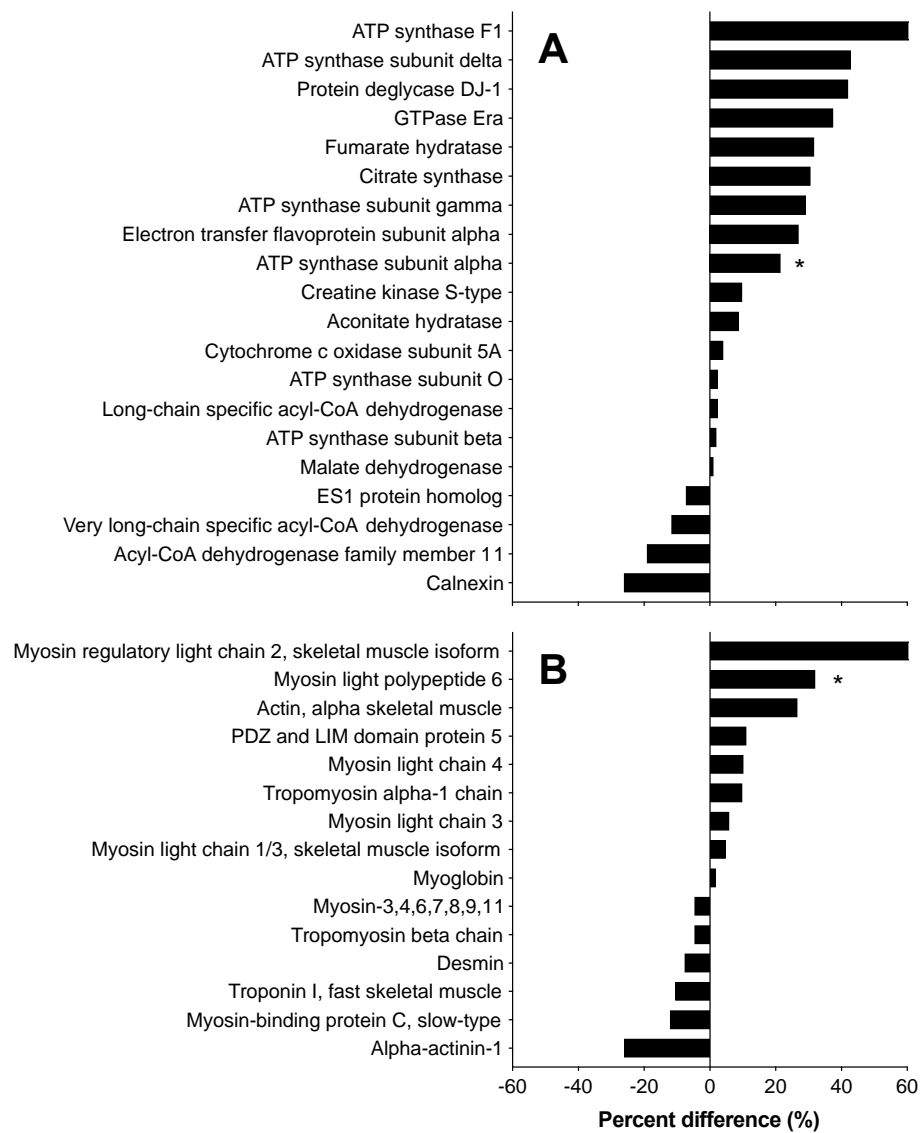 A
ATP synthase F1
ATP synthase subunit delta
Protein deglycase DJ-1
GTPase Era
Fumarate hydratase
Citrate synthase
ATP synthase subunit gamma
Electron transfer flavoprotein subunit alpha
ATP synthase subunit alpha *
Creatine kinase S-type
Aconitate hydratase
Cytochrome c oxidase subunit 5A
ATP synthase subunit O
Long-chain specific acyl-CoA dehydrogenase
ATP synthase subunit beta
Malate dehydrogenase
ES1 protein homolog
Very long-chain specific acyl-CoA dehydrogenase
Acyl-CoA dehydrogenase family member 11
Calnexin
B
Myosin regulatory light chain 2, skeletal muscle isoform
Myosin light polypeptide 6 *
Actin, alpha skeletal muscle
PDZ and LIM domain protein 5
Myosin light chain 4
Tropomyosin alpha-1 chain
Myosin light chain 3
Myosin light chain 1/3, skeletal muscle isoform
Myoglobin
Myosin-3,4,6,7,8,9,11
Tropomyosin beta chain
Desmin
Troponin I, fast skeletal muscle
Myosin-binding protein C, slow-type
Alpha-actinin-1
-60 -40 -20 0 20 40 60
Percent difference (%)